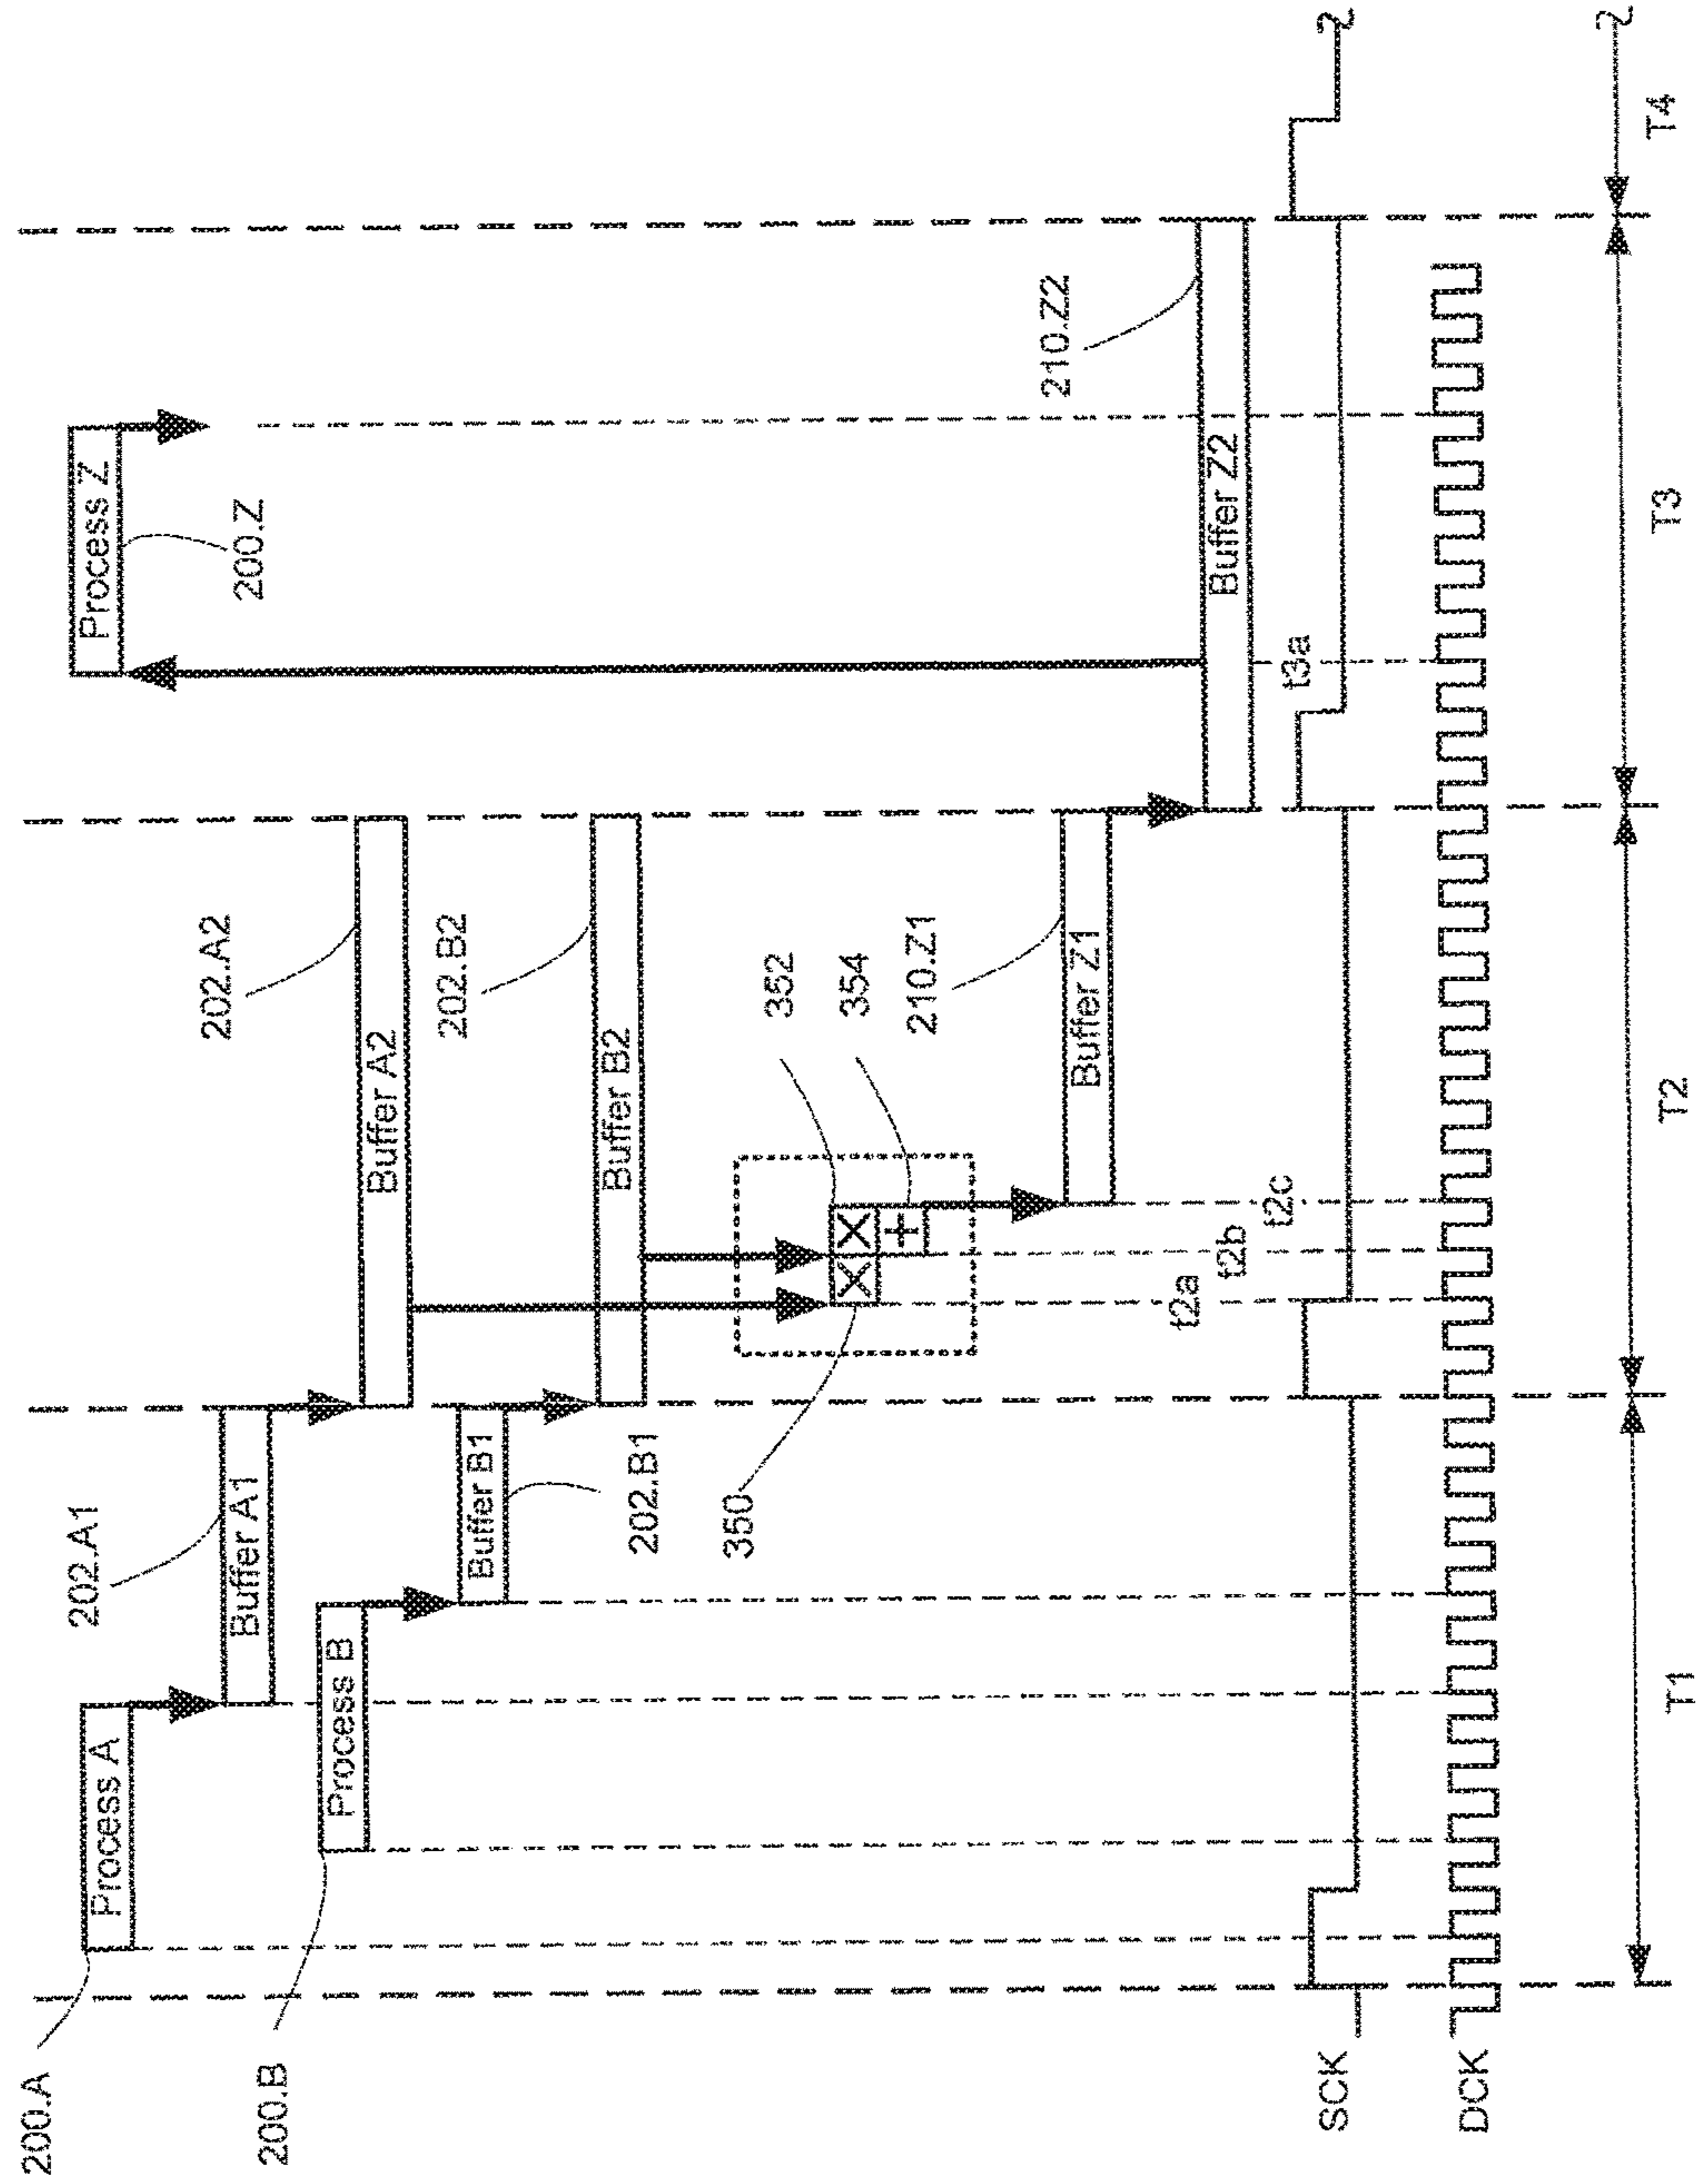 200.A
Process A
202.A1
Buffer A1
202.A2
Buffer A2
Process Z
200.Z
200.B
Process B
Buffer B1
202.B1
202.B2
Buffer B2
350
352
354
210.Z1
Buffer Z1
210.Z2
Buffer Z2
t2a
t2b
t2c
t3a
SCK
DCK
T1
T2
T3
T4